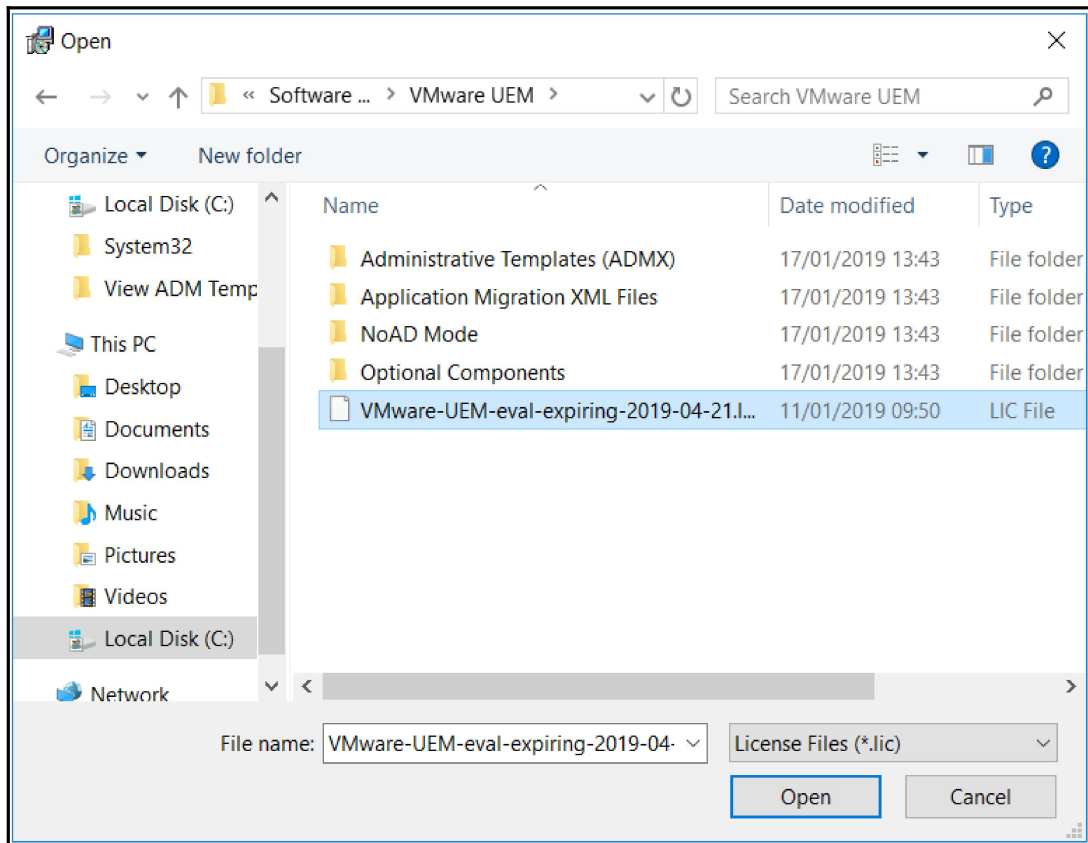 Open
« Software ... > VMware UEM >
Search VMware UEM
Organize
New folder
?
Local Disk (C:)
System32
View ADM Temp
This PC
Desktop
Documents
Downloads
Music
Pictures
Videos
Local Disk (C:)
Network
Name Date modified Type
Administrative Templates (ADMX) 17/01/2019 13:43 File folder
Application Migration XML Files 17/01/2019 13:43 File folder
NoAD Mode 17/01/2019 13:43 File folder
Optional Components 17/01/2019 13:43 File folder
VMware-UEM-eval-expiring-2019-04-21.l... 11/01/2019 09:50 LIC File
File name: VMware-UEM-eval-expiring-2019-04- License Files (*.lic)
Open Cancel